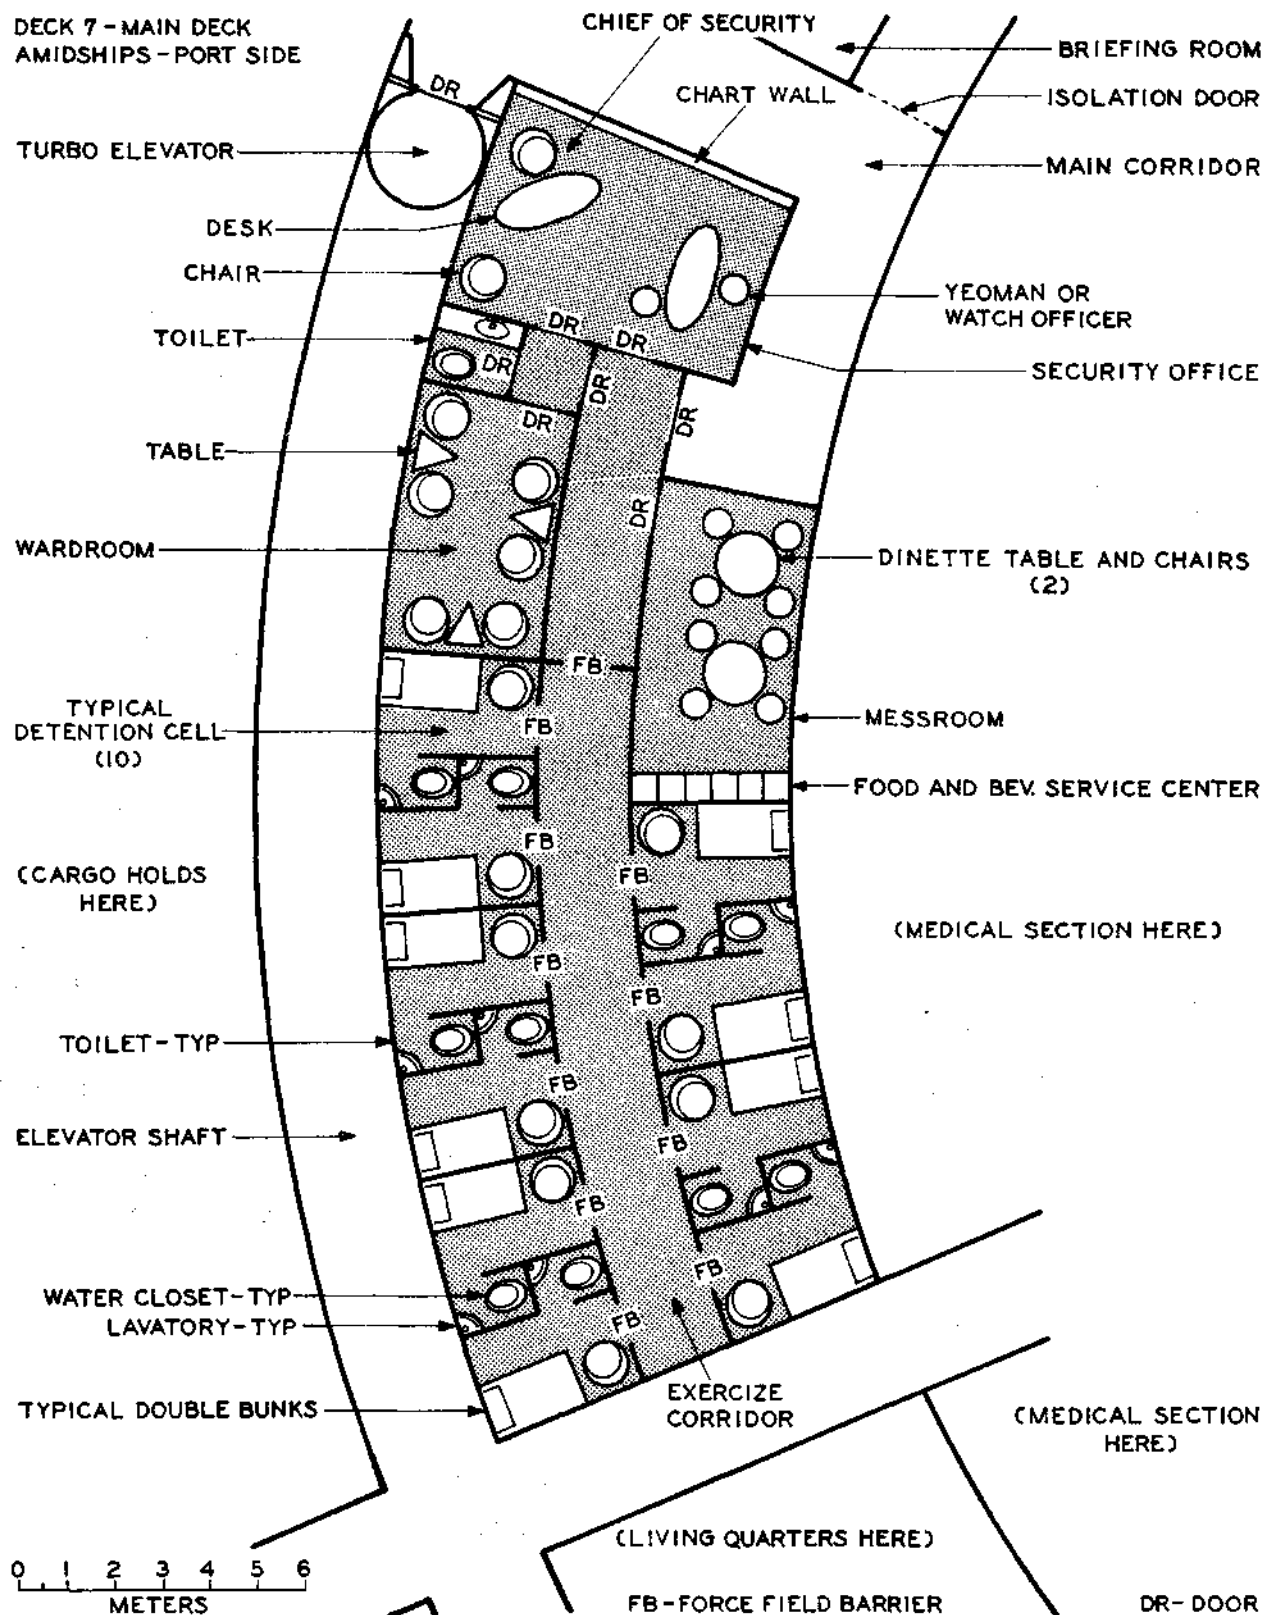 DECK 7-MAIN DECK
AMIDSHIPS-PORT SIDE
CHIEF OF SECURITY
BRIEFING ROOM
DR
CHART WALL
ISOLATION DOOR
TURBO ELEVATOR
MAIN CORRIDOR
DESK
CHAIR
YEOMAN OR
WATCH OFFICER
TOILET
DR
DR
DR
SECURITY OFFICE
DR
DR
DR
TABLE
DR
WARDROOM
DINETTE TABLE AND CHAIRS
(2)
FB
TYPICAL
DETENTION CELL
(10)
FB
MESSROOM
FOOD AND BEV. SERVICE CENTER
FB
FB
(CARGO HOLDS
HERE)
(MEDICAL SECTION HERE)
FB
FB
TOILET-TYP
FB
ELEVATOR SHAFT
FB
FB
FB
WATER CLOSET-TYP
LAVATORY-TYP
FB
EXERCIZE
CORRIDOR
TYPICAL DOUBLE BUNKS
(MEDICAL SECTION
HERE)
(LIVING QUARTERS HERE)
0 1 2 3 4 5 6
METERS
FB-FORCE FIELD BARRIER
DR-DOOR